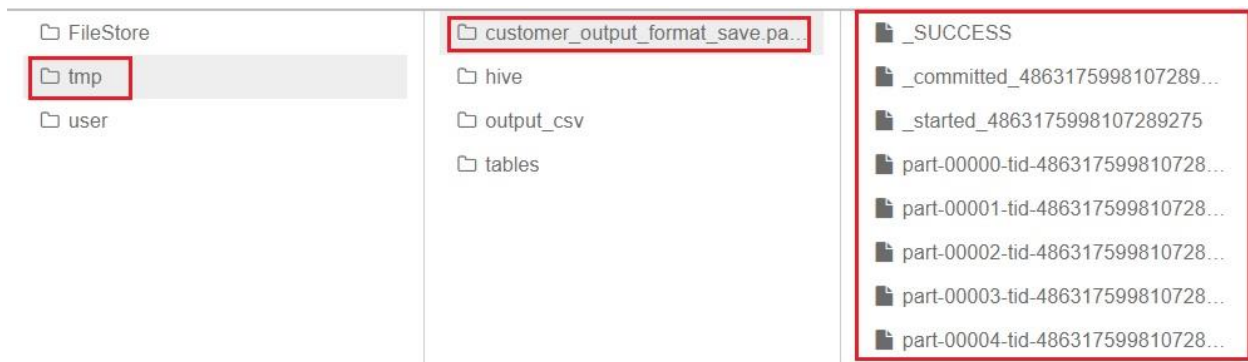 FileStore
tmp
user
customer_output_format_save.pa...
hive
output_csv
tables
_SUCCESS
_committed_4863175998107289...
_started_4863175998107289275
part-00000-tid-486317599810728...
part-00001-tid-486317599810728...
part-00002-tid-486317599810728...
part-00003-tid-486317599810728...
part-00004-tid-486317599810728...